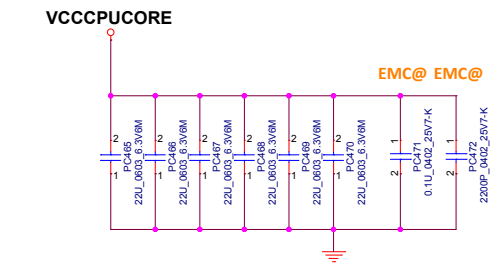 VCCCPUCORE
EMC@ EMC@
2
1
PC465
22U_0603_6.3V6M
2
1
PC466
22U_0603_6.3V6M
2
1
PC467
22U_0603_6.3V6M
2
1
PC468
22U_0603_6.3V6M
2
1
PC469
22U_0603_6.3V6M
2
1
PC470
22U_0603_6.3V6M
1
2
PC471
0.1U_0402_25V7-K
1
2
PC472
2200P_0402_25V7-K